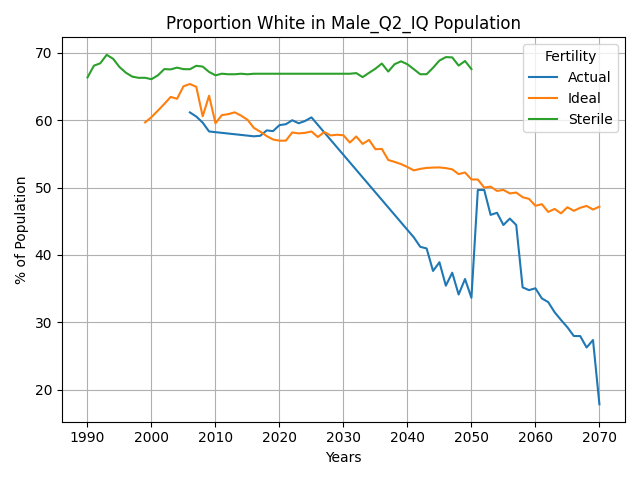 Proportion White in Male_Q2_IQ Population
Fertility
Actual
Ideal
Sterile
% of Population
70
60
50
40
30
20
1990 2000 2010 2020 2030 2040 2050 2060 2070
Years